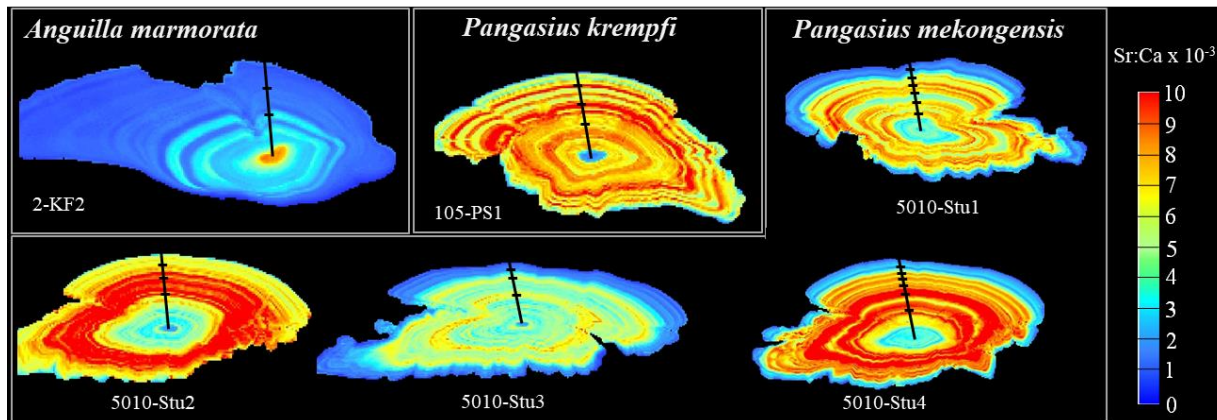 Anguilla marmorata
Pangasius krempfi
Pangasius mekongensis
Sr:Ca x 10-3
2-KF2
105-PS1
5010-Stu1
5010-Stu2
5010-Stu3
5010-Stu4
10
9
8
7
6
5
4
3
2
1
0